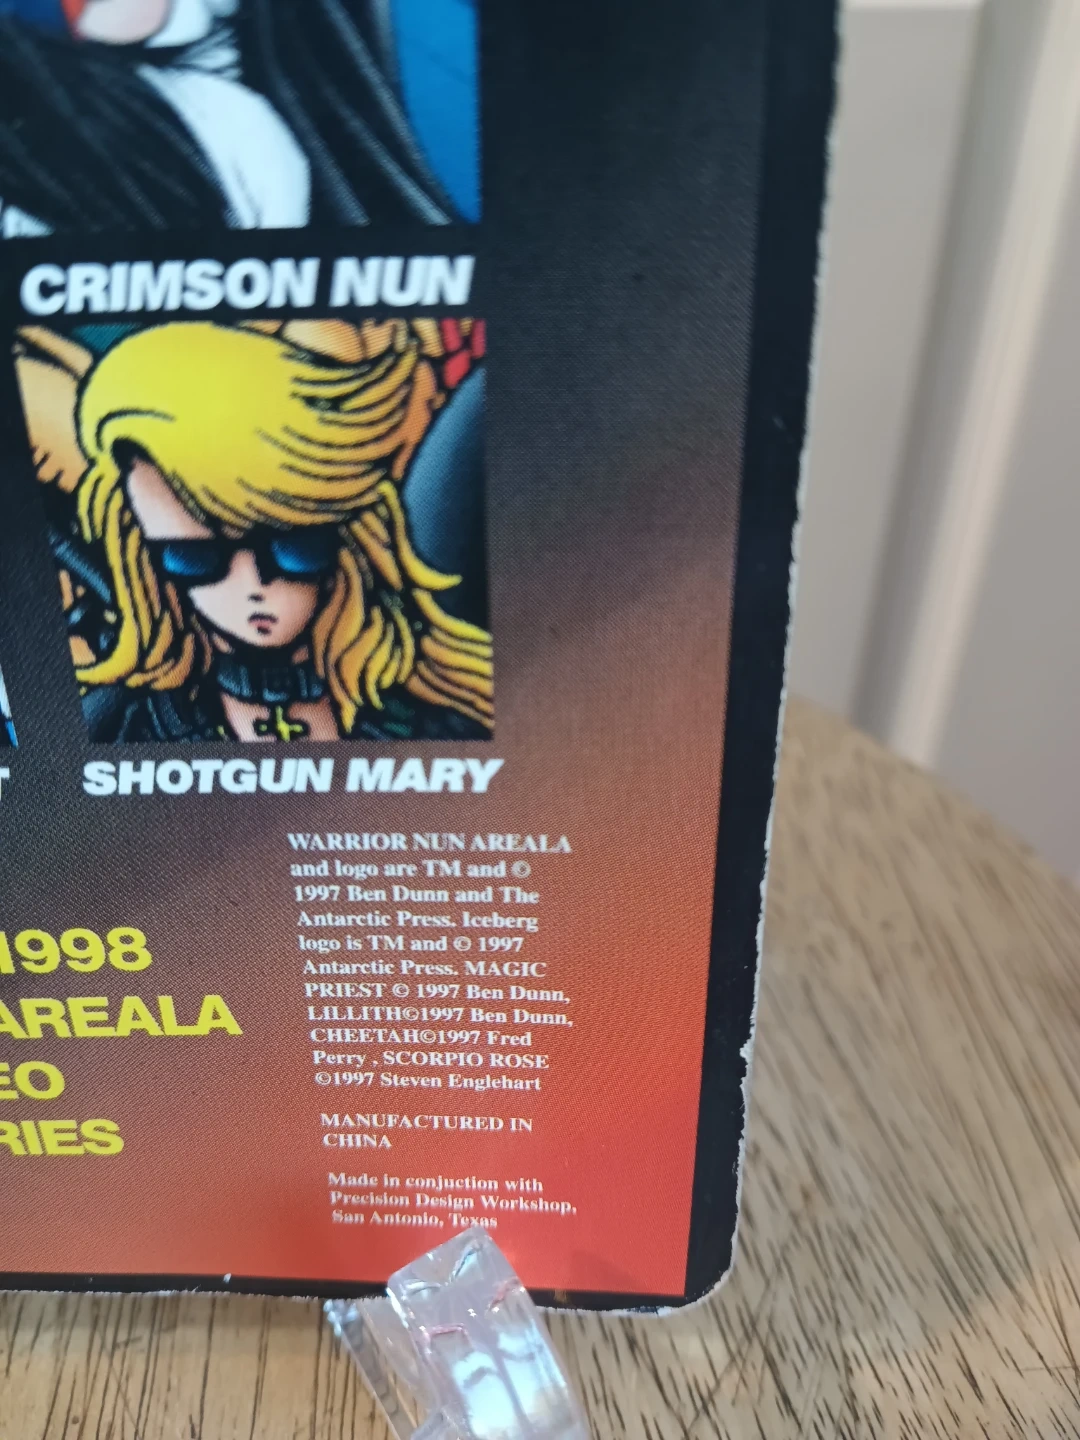 CRIMSON NUN
T
SHOTGUN MARY
WARRIOR NUN AREALA
and logo are TM and ©
1997 Ben Dunn and The
Antarctic Press. Iceberg
logo is TM and © 1997
Antarctic Press. MAGIC
PRIEST © 1997 Ben Dunn,
LILLITH©1997 Ben Dunn,
CHEETAH©1997 Fred
Perry , SCORPIO ROSE
©1997 Steven Englehart
1998
AREALA
EO
RIES
MANUFACTURED IN
CHINA
Made in conjuction with
Precision Design Workshop,
San Antonio, Texas